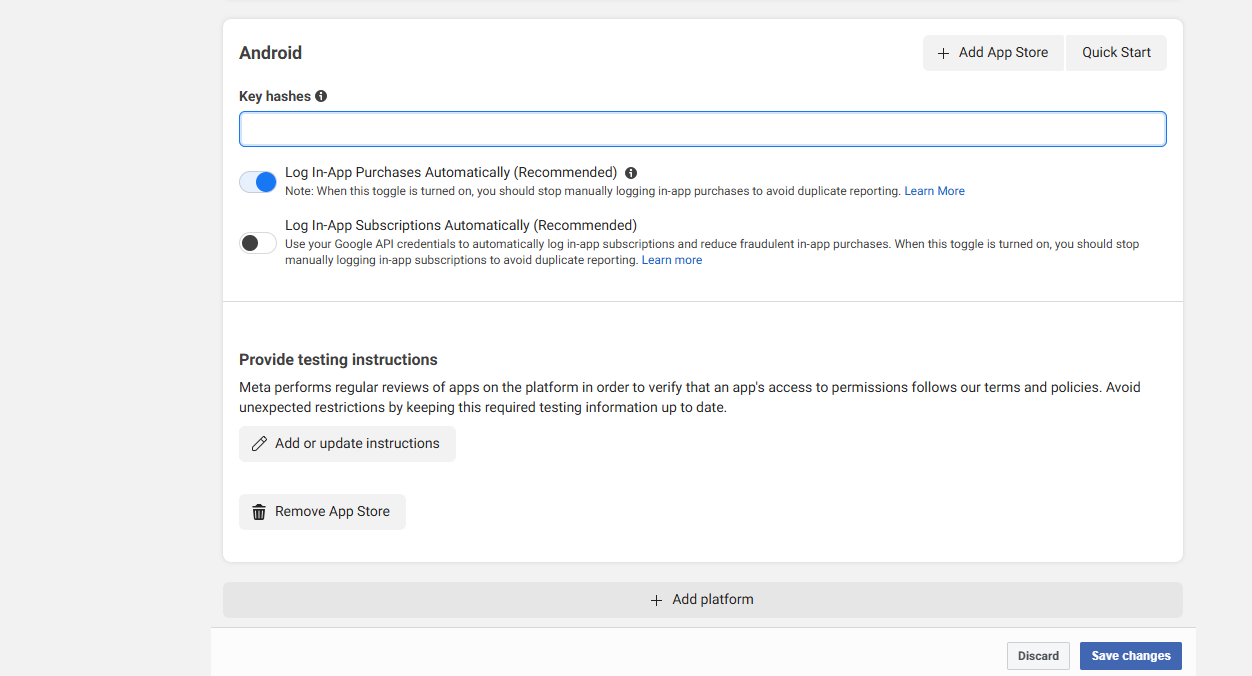 Android
+ Add App Store
Quick Start
Key hashes
Log In-App Purchases Automatically (Recommended)
Note: When this toggle is turned on, you should stop manually logging in-app purchases to avoid duplicate reporting. Learn More
Log In-App Subscriptions Automatically (Recommended)
Use your Google API credentials to automatically log in-app subscriptions and reduce fraudulent in-app purchases. When this toggle is turned on, you should stop
manually logging in-app subscriptions to avoid duplicate reporting. Learn more
Provide testing instructions
Meta performs regular reviews of apps on the platform in order to verify that an app's access to permissions follows our terms and policies. Avoid
unexpected restrictions by keeping this required testing information up to date.
Add or update instructions
Remove App Store
+ Add platform
Discard
Save changes